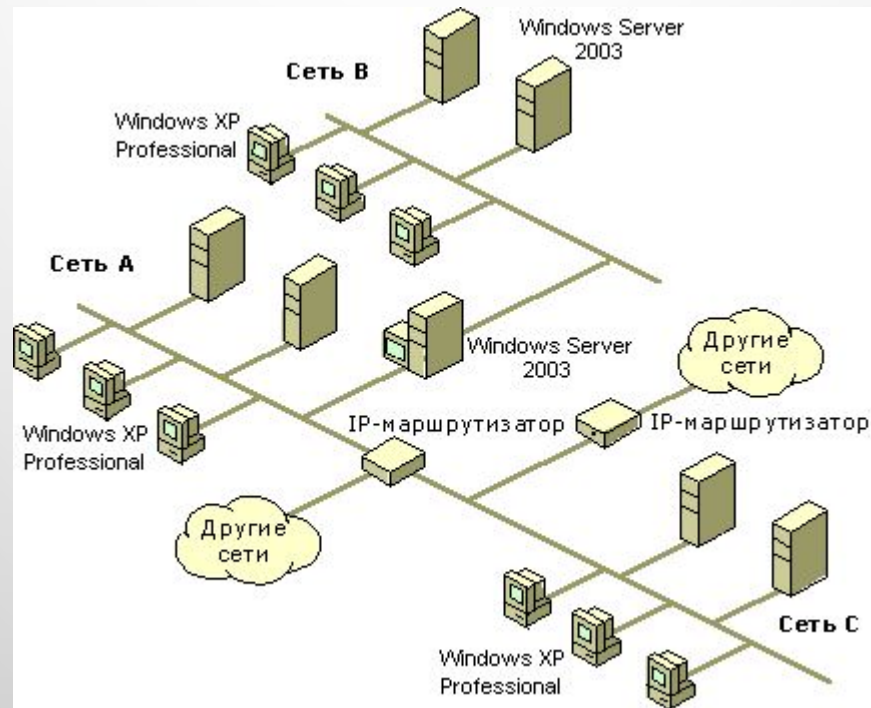 Windows Server
2003
Сеть B
Windows XP
Professional
Сеть A
Windows Server
2003
Другие
сети
IP-маршрутизатор
IP-маршрутизатор
Windows XP
Professional
Другие
сети
Сеть C
Windows XP
Professional